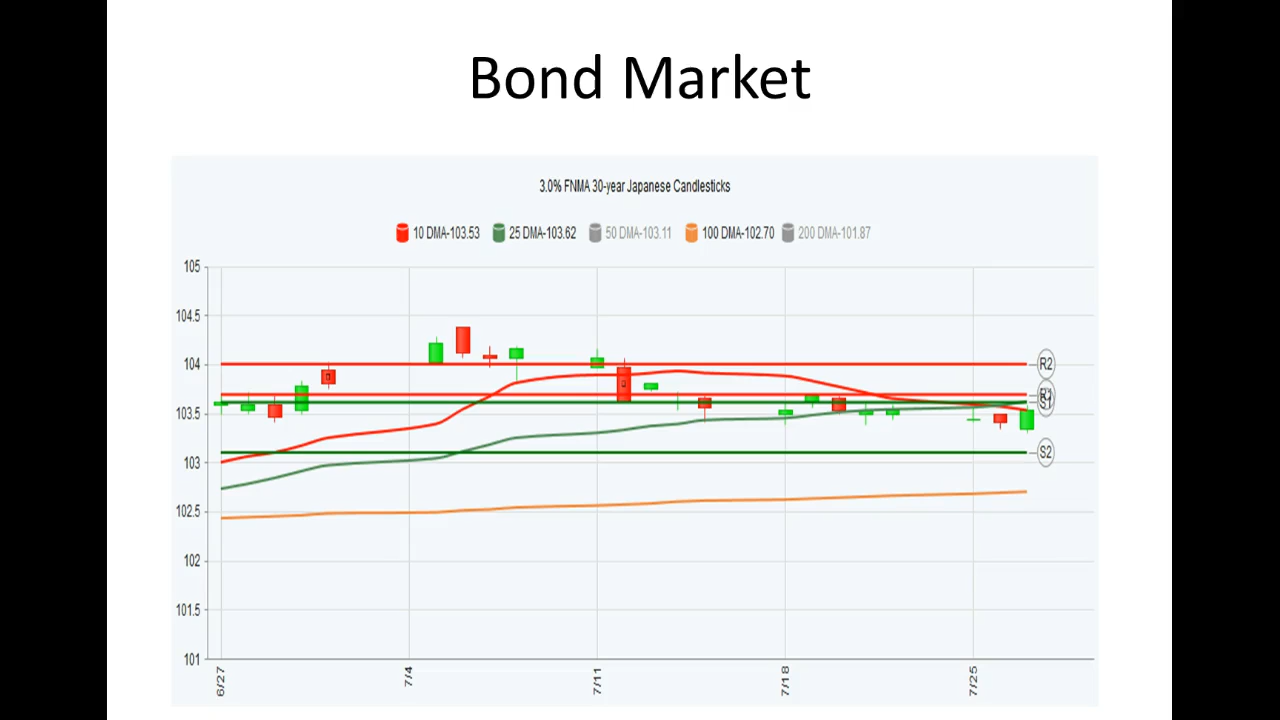 Bond Market
3.0% FNMA 30-year Japanese Candlesticks
10 DMA-103.53 25 DMA-103.62 50 DMA-103.11 100 DMA-102.70 200 DMA-101.87
105
104.5
104
103.5
103
102.5
102
101.5
101
R2
S1
S2
6/27 7/4 7/11 7/18 7/25